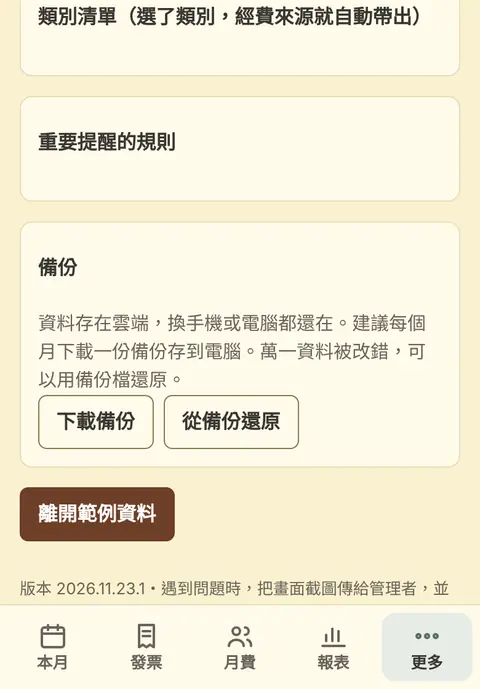 類別清單（選了類別，經費來源就自動帶出）
重要提醒的規則
備份
資料存在雲端，換手機或電腦都還在。建議每個
月下載一份備份存到電腦。萬一資料被改錯，可
以用備份檔還原。
下載備份
從備份還原
離開範例資料
版本 2026.11.23.1・遇到問題時，把畫面截圖傳給管理者，並
本月
發票
月費
報表
更多